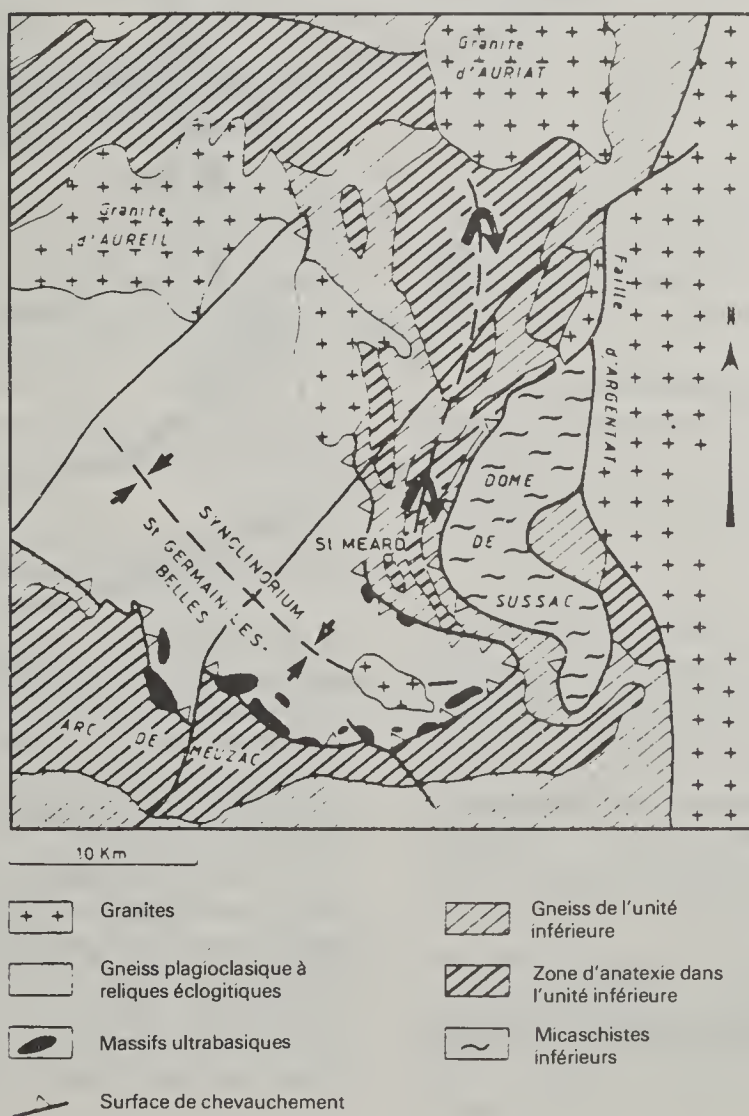 Granite
d'AURIAT
Granite
d'AUREIL
Faille
d'ARGENTAT
N
DOME
DE
SUSSAC
St MEARD
SYNCLINORIUM
St GERMAIN-LES-
BELLES
ARC DE MEUZAC
10 Km
Granites
Gneiss plagioclasique à
reliques éclogitiques
Massifs ultrabasiques
Surface de chevauchement
Gneiss de l'unité
inférieure
Zone d'anatexie dans
l'unité inférieure
Micaschistes
inférieurs